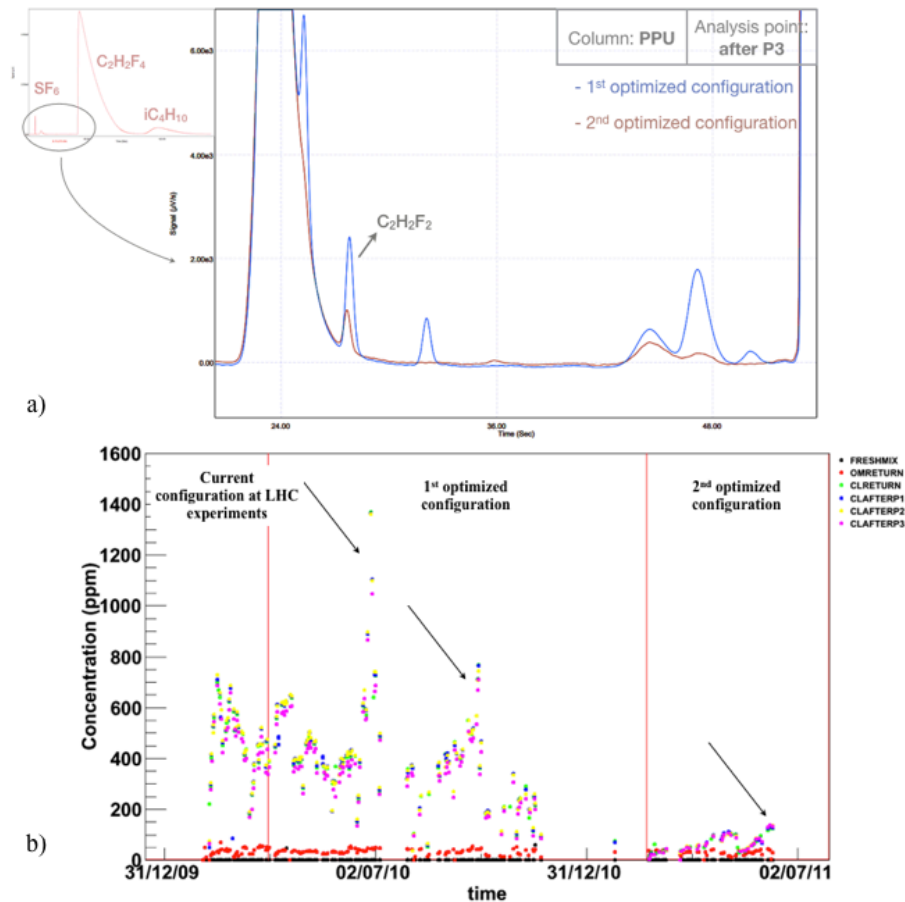 SF6
C2H2F4
iC4H10
Column: PPU
Analysis point:
after P3
- 1st optimized configuration
- 2nd optimized configuration
C2H2F2
6.00e3
4.00e3
2.00e3
0.00
Signal (µV/s)
24.00
36.00
48.00
Time (Sec)
a)
1600
1400
1200
1000
800
600
400
200
0
Concentration (ppm)
Current
configuration at LHC
experiments
1st optimized
configuration
2nd optimized
configuration
FRESHMIX
OMRETURN
CLRETURN
CLAFTERP1
CLAFTERP2
CLAFTERP3
31/12/09
02/07/10
31/12/10
02/07/11
time
b)